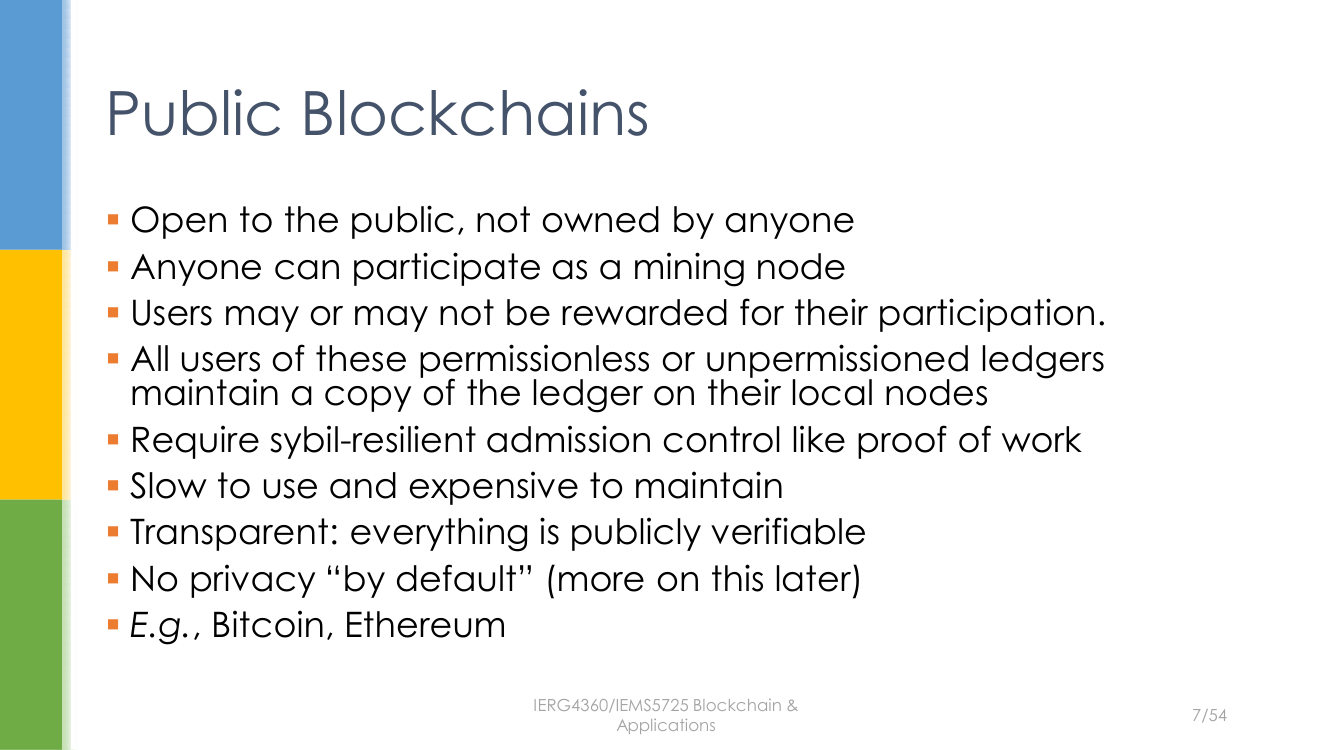 Public Blockchains
▪ Open to the public, not owned by anyone
▪ Anyone can participate as a mining node
▪ Users may or may not be rewarded for their participation.
▪ All users of these permissionless or unpermissioned ledgers
maintain a copy of the ledger on their local nodes
▪ Require sybil-resilient admission control like proof of work
▪ Slow to use and expensive to maintain
▪ Transparent: everything is publicly verifiable
▪ No privacy “by default” (more on this later)
▪ E.g., Bitcoin, Ethereum
IERG4360/IEMS5725 Blockchain &
Applications
7/54